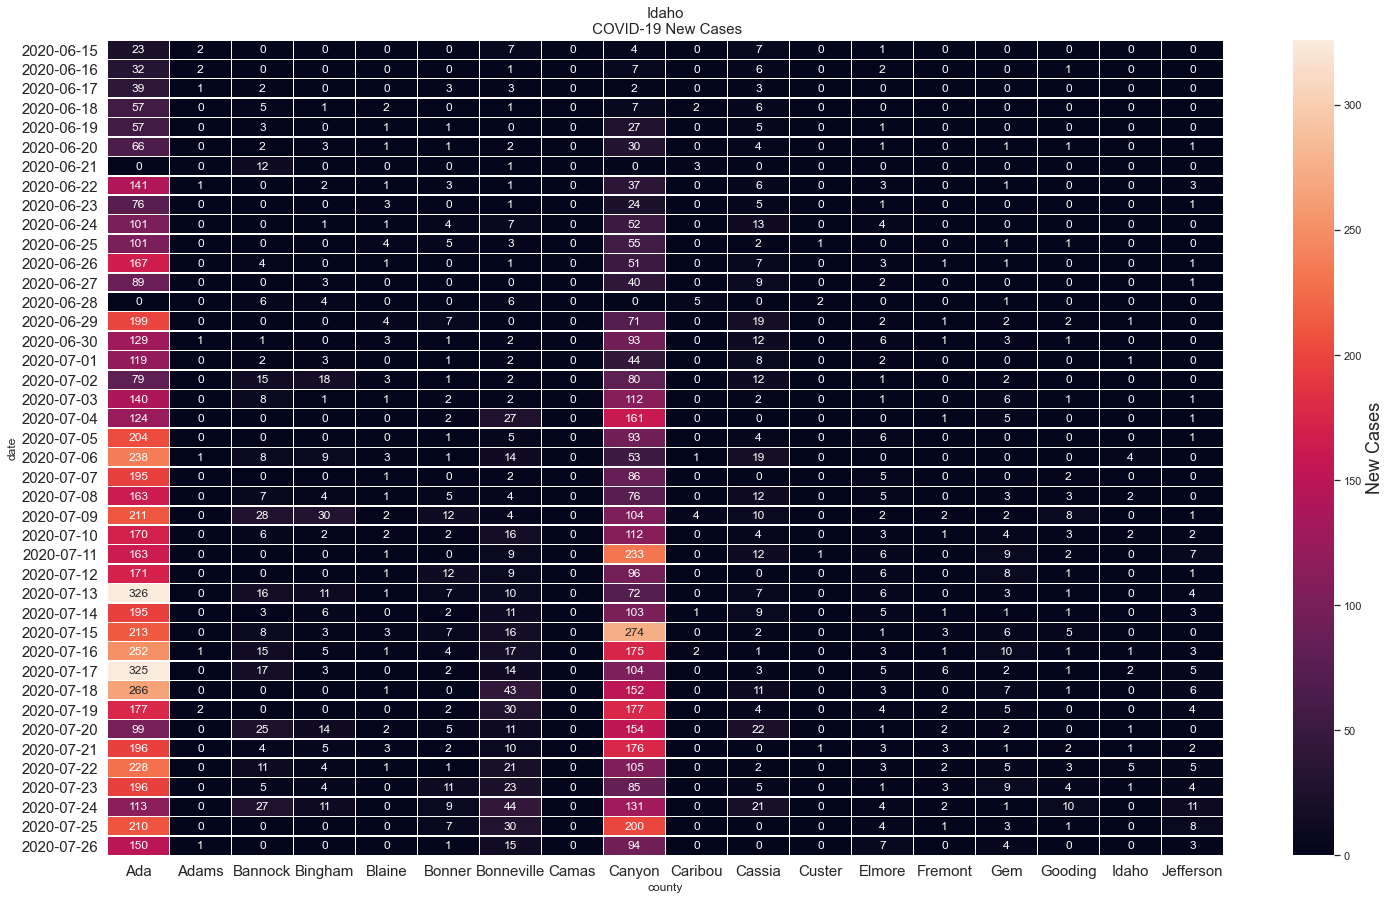 Idaho
COVID-19 New Cases
2020-06-15 23 2 0 0 0 0 7 0 4 0 7 0 1 0 0 0 0 0
2020-06-16 32 2 0 0 0 0 1 0 7 0 6 0 2 0 0 1 0 0
2020-06-17 39 1 2 0 0 3 3 0 2 0 3 0 0 0 0 0 0 0
2020-06-18 57 0 5 1 2 0 1 0 7 2 6 0 0 0 0 0 0 0
2020-06-19 57 0 3 0 1 1 0 0 27 0 5 0 1 0 0 0 0 0
2020-06-20 66 0 2 3 1 1 2 0 30 0 4 0 1 0 1 1 0 1
2020-06-21 0 0 12 0 0 0 1 0 0 3 0 0 0 0 0 0 0 0
2020-06-22 141 1 0 2 1 3 1 0 37 0 6 0 3 0 1 0 0 3
2020-06-23 76 0 0 0 3 0 1 0 24 0 5 0 1 0 0 0 0 1
2020-06-24 101 0 0 1 1 4 7 0 52 0 13 0 4 0 0 0 0 0
2020-06-25 101 0 0 0 4 5 3 0 55 0 2 1 0 0 1 1 0 0
2020-06-26 167 0 4 0 1 0 1 0 51 0 7 0 3 1 1 0 0 1
2020-06-27 89 0 0 3 0 0 0 0 40 0 9 0 2 0 0 0 0 1
2020-06-28 0 0 6 4 0 0 6 0 0 5 0 2 0 0 1 0 0 0
2020-06-29 199 0 0 0 4 7 0 0 71 0 19 0 2 1 2 2 1 0
2020-06-30 129 1 1 0 3 1 2 0 93 0 12 0 6 1 3 1 0 0
2020-07-01 119 0 2 3 0 1 2 0 44 0 8 0 2 0 0 0 1 0
2020-07-02 79 0 15 18 3 1 2 0 80 0 12 0 1 0 2 0 0 1
2020-07-03 140 0 8 1 1 2 2 0 112 0 2 0 1 0 6 1 0 1
2020-07-04 124 0 0 0 0 2 27 0 161 0 0 0 0 1 5 0 0 1
2020-07-05 204 0 0 0 0 1 5 0 93 0 4 0 6 0 0 0 0 1
2020-07-06 238 1 8 9 3 1 14 0 53 1 19 0 0 0 0 0 4 0
2020-07-07 195 0 0 0 1 0 2 0 86 0 0 0 5 0 0 2 0 0
2020-07-08 163 0 7 4 1 5 4 0 76 0 12 0 5 0 3 3 2 0
2020-07-09 211 0 28 30 2 12 4 0 104 4 10 0 2 2 2 8 0 1
2020-07-10 170 0 6 2 2 2 16 0 112 0 4 0 3 1 4 3 2 2
2020-07-11 163 0 0 0 1 0 9 0 233 0 12 1 6 0 9 2 0 7
2020-07-12 171 0 0 0 1 12 9 0 96 0 0 0 6 0 8 1 0 1
2020-07-13 326 0 16 11 1 7 10 0 72 0 7 0 6 0 3 1 0 4
2020-07-14 195 0 3 6 0 2 11 0 103 1 9 0 5 1 1 1 0 3
2020-07-15 213 0 8 3 3 7 16 0 274 0 2 0 1 3 6 5 0 0
2020-07-16 252 1 15 5 1 4 17 0 175 2 1 0 3 1 10 1 1 3
2020-07-17 325 0 17 3 0 2 14 0 104 0 3 0 5 6 2 1 2 5
2020-07-18 266 0 0 0 1 0 43 0 152 0 11 0 3 0 7 1 0 6
2020-07-19 177 2 0 0 0 2 30 0 177 0 4 0 4 2 5 0 0 4
2020-07-20 99 0 25 14 2 5 11 0 154 0 22 0 1 2 2 0 1 0
2020-07-21 196 0 4 5 3 2 10 0 176 0 0 1 3 3 1 2 1 2
2020-07-22 228 0 11 4 1 1 21 0 105 0 2 0 3 2 5 3 5 5
2020-07-23 196 0 5 4 0 11 23 0 85 0 5 0 1 3 9 4 1 4
2020-07-24 113 0 27 11 0 9 44 0 131 0 21 0 4 2 1 10 0 11
2020-07-25 210 0 0 0 0 7 30 0 200 0 0 0 4 1 3 1 0 8
2020-07-26 150 1 0 0 0 1 15 0 94 0 0 0 7 0 4 0 0 3
Ada Adams Bannock Bingham Blaine Bonner Bonneville Camas Canyon Caribou Cassia Custer Elmore Fremont Gem Gooding Idaho Jefferson
county
date
300
250
200
150
100
50
0
New Cases